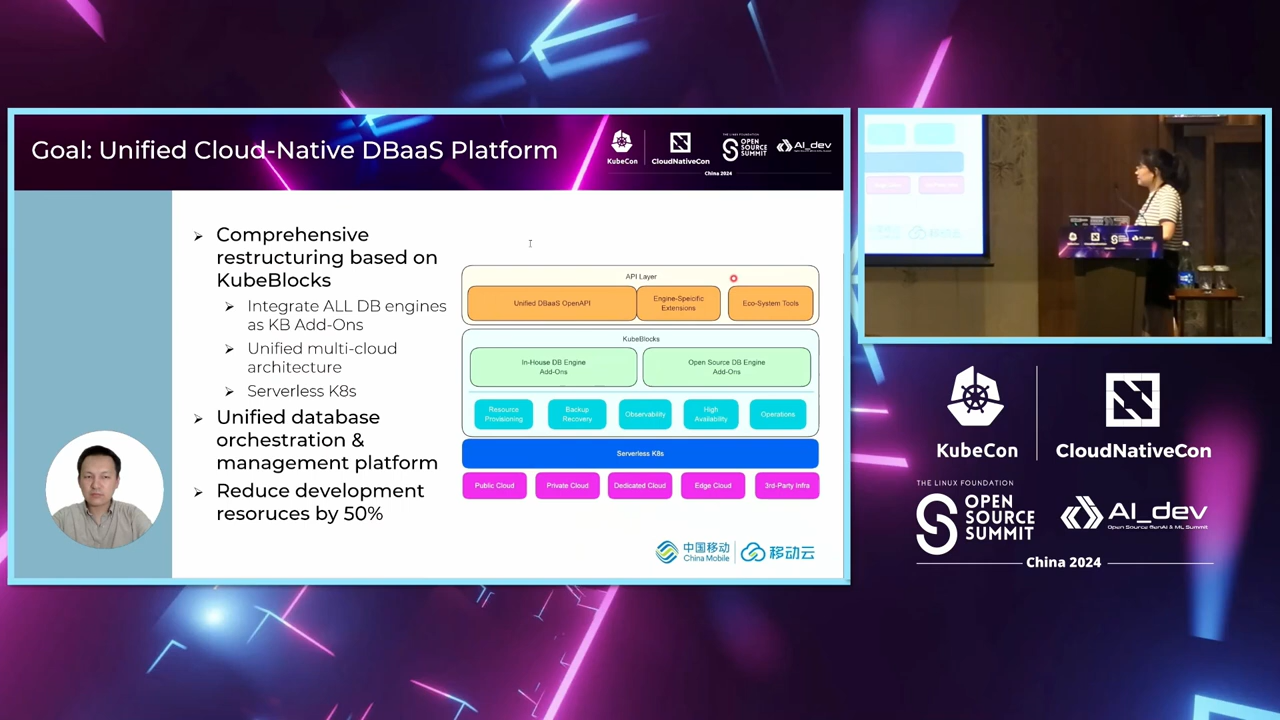 Goal: Unified Cloud-Native DBaaS Platform
KubeCon
CloudNativeCon
THE LINUX FOUNDATION
OPEN
SOURCE
SUMMIT
AI_dev
China 2024
➢ Comprehensive
restructuring based on
KubeBlocks
➢ Integrate ALL DB engines
as KB Add-Ons
➢ Unified multi-cloud
architecture
➢ Serverless K8s
➢ Unified database
orchestration &
management platform
➢ Reduce development
resoruces by 50%
API Layer
Unified DBaaS OpenAPI
Engine-Speicific
Extensions
Eco-System Tools
KubeBlocks
In-House DB Engine
Add-Ons
Open Source DB Engine
Add-Ons
Resource
Provisioning
Backup
Recovery
Observability
High
Availability
Operations
Serverless K8s
Public Cloud
Private Cloud
Dedicated Cloud
Edge Cloud
3rd-Party Infra
中国移动
China Mobile
移动云
KubeCon
CloudNativeCon
THE LINUX FOUNDATION
OPEN
SOURCE
SUMMIT
AI_dev
Open Source GenAI & ML Summit
China 2024